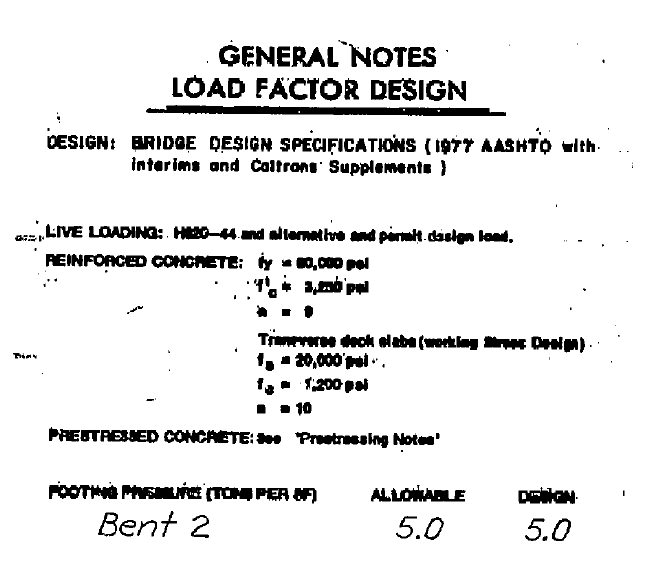 GENERAL NOTES
LOAD FACTOR DESIGN
DESIGN: BRIDGE DESIGN SPECIFICATIONS (1977 AASHTO with
interims and Caltrans Supplements)
LIVE LOADING: HS20-44 and alternative and permit design load.
REINFORCED CONCRETE: fy = 60,000 psi
f'c = 3,250 psi
n = 9
Transverse deck slabs (working Stress Design)
fs = 20,000 psi
fc = 1,200 psi
n = 10
PRESTRESSED CONCRETE: See "Prestressing Notes"
FOOTING PRESSURE (TONS PER SF) ALLOWABLE DESIGN
Bent 2 5.0 5.0